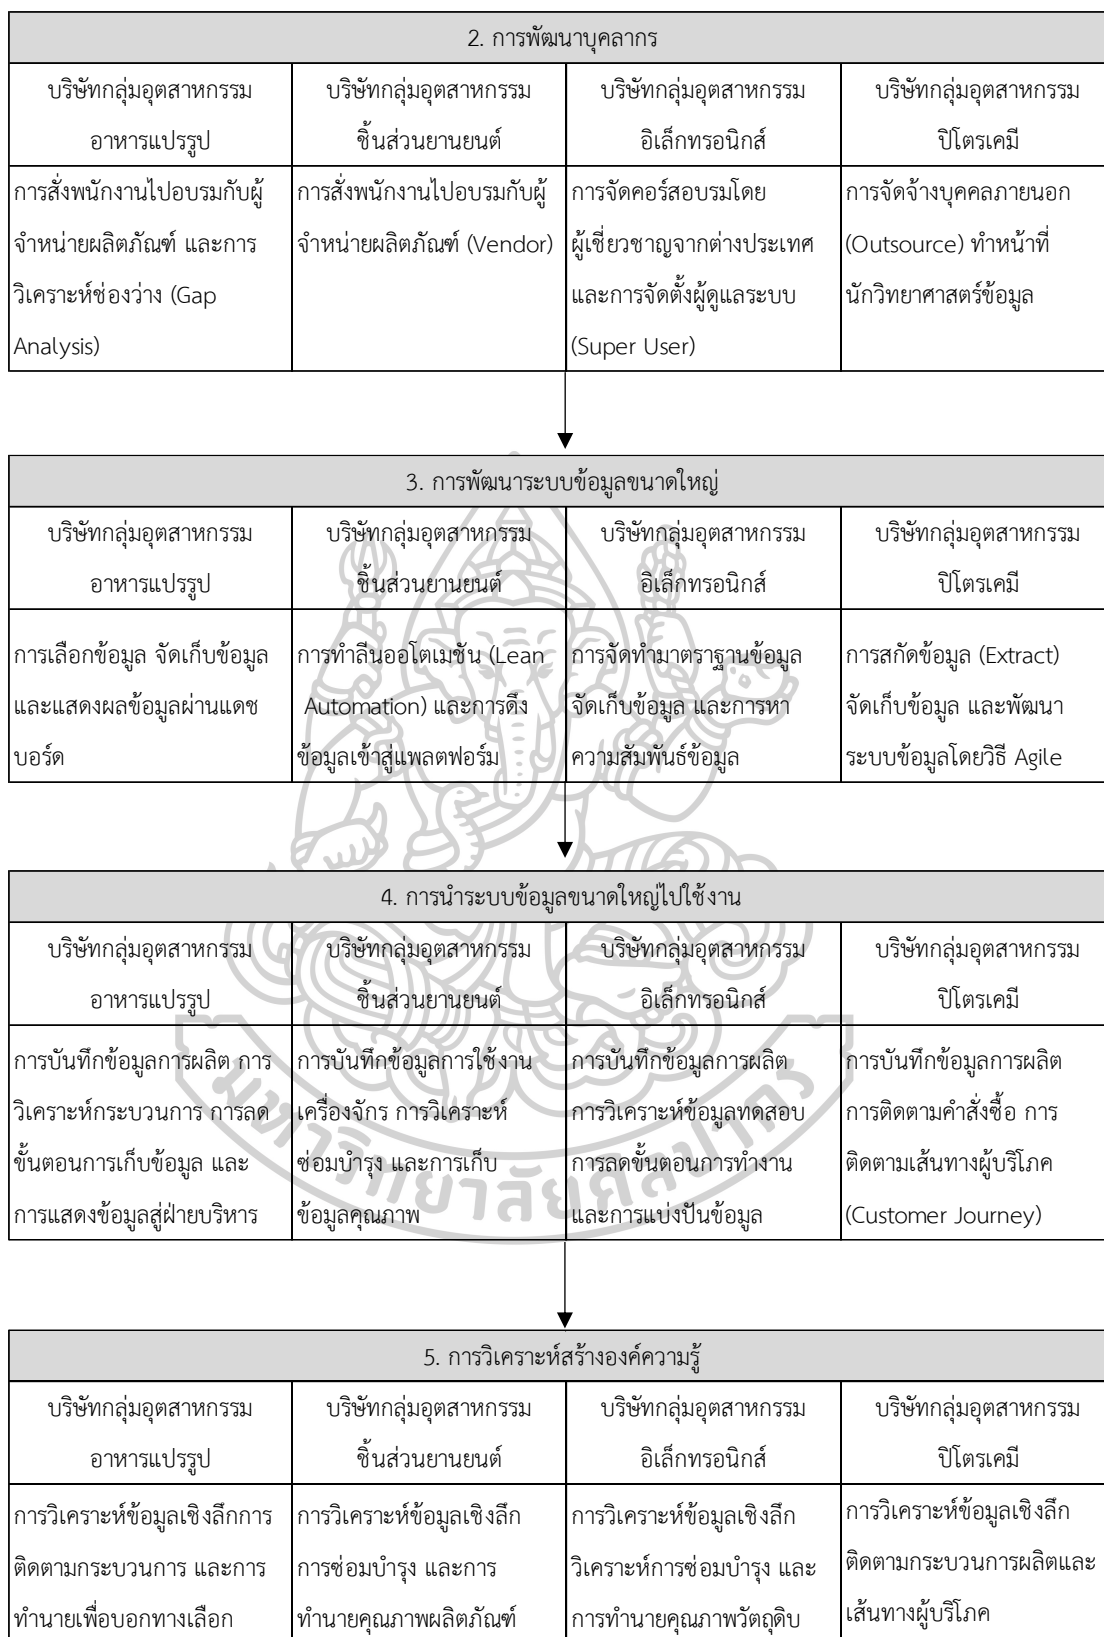 2. การพัฒนาบุคลากร
บริษัทกลุ่มอุตสาหกรรม
อาหารแปรรูป
บริษัทกลุ่มอุตสาหกรรม
ชิ้นส่วนยานยนต์
บริษัทกลุ่มอุตสาหกรรม
อิเล็กทรอนิกส์
บริษัทกลุ่มอุตสาหกรรม
ปิโตรเคมี
การสั่งพนักงานไปอบรมกับผู้
จำหน่ายผลิตภัณฑ์ และการ
วิเคราะห์ช่องว่าง (Gap
Analysis)
การสั่งพนักงานไปอบรมกับผู้
จำหน่ายผลิตภัณฑ์ (Vendor)
การจัดคอร์สอบรมโดย
ผู้เชี่ยวชาญจากต่างประเทศ
และการจัดตั้งผู้ดูแลระบบ
(Super User)
การจัดจ้างบุคคลภายนอก
(Outsource) ทำหน้าที่
นักวิทยาศาสตร์ข้อมูล
3. การพัฒนาระบบข้อมูลขนาดใหญ่
บริษัทกลุ่มอุตสาหกรรม
อาหารแปรรูป
บริษัทกลุ่มอุตสาหกรรม
ชิ้นส่วนยานยนต์
บริษัทกลุ่มอุตสาหกรรม
อิเล็กทรอนิกส์
บริษัทกลุ่มอุตสาหกรรม
ปิโตรเคมี
การเลือกข้อมูล จัดเก็บข้อมูล
และแสดงผลข้อมูลผ่านแดช
บอร์ด
การทำลีนออโตเมชัน (Lean
Automation) และการดึง
ข้อมูลเข้าสู่แพลตฟอร์ม
การจัดทำมาตราฐานข้อมูล
จัดเก็บข้อมูล และการหา
ความสัมพันธ์ข้อมูล
การสกัดข้อมูล (Extract)
จัดเก็บข้อมูล และพัฒนา
ระบบข้อมูลโดยวิธี Agile
4. การนำระบบข้อมูลขนาดใหญ่ไปใช้งาน
บริษัทกลุ่มอุตสาหกรรม
อาหารแปรรูป
บริษัทกลุ่มอุตสาหกรรม
ชิ้นส่วนยานยนต์
บริษัทกลุ่มอุตสาหกรรม
อิเล็กทรอนิกส์
บริษัทกลุ่มอุตสาหกรรม
ปิโตรเคมี
การบันทึกข้อมูลการผลิต การ
วิเคราะห์กระบวนการ การลด
ขั้นตอนการเก็บข้อมูล และ
การแสดงข้อมูลสู่ฝ่ายบริหาร
การบันทึกข้อมูลการใช้งาน
เครื่องจักร การวิเคราะห์
ซ่อมบำรุง และการเก็บ
ข้อมูลคุณภาพ
การบันทึกข้อมูลการผลิต
การวิเคราะห์ข้อมูลทดสอบ
การลดขั้นตอนการทำงาน
และการแบ่งปันข้อมูล
การบันทึกข้อมูลการผลิต
การติดตามคำสั่งซื้อ การ
ติดตามเส้นทางผู้บริโภค
(Customer Journey)
มหาวิทยาลัยศิลปากร
5. การวิเคราะห์สร้างองค์ความรู้
บริษัทกลุ่มอุตสาหกรรม
อาหารแปรรูป
บริษัทกลุ่มอุตสาหกรรม
ชิ้นส่วนยานยนต์
บริษัทกลุ่มอุตสาหกรรม
อิเล็กทรอนิกส์
บริษัทกลุ่มอุตสาหกรรม
ปิโตรเคมี
การวิเคราะห์ข้อมูลเชิงลึกการ
ติดตามกระบวนการ และการ
ทำนายเพื่อบอกทางเลือก
การวิเคราะห์ข้อมูลเชิงลึก
การซ่อมบำรุง และการ
ทำนายคุณภาพผลิตภัณฑ์
การวิเคราะห์ข้อมูลเชิงลึก
วิเคราะห์การซ่อมบำรุง และ
การทำนายคุณภาพวัตถุดิบ
การวิเคราะห์ข้อมูลเชิงลึก
ติดตามกระบวนการผลิตและ
เส้นทางผู้บริโภค